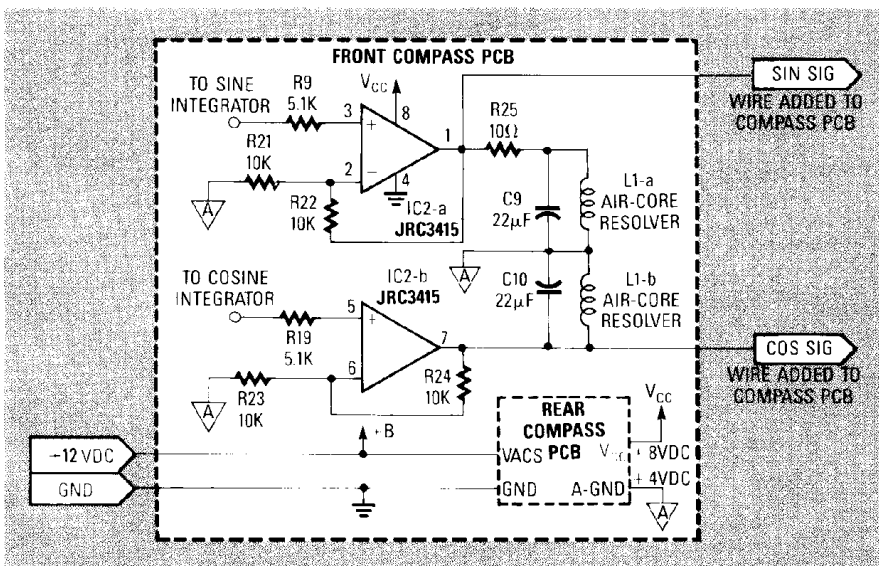 FRONT COMPASS PCB
SIN SIG
WIRE ADDED TO
COMPASS PCB
TO SINE
INTEGRATOR
R9
5.1K
VCC
3
+
8
1
R25
10Ω
R21
10K
2
−
4
A
R22
10K
IC2-a
JRC3415
C9
22μF
L1-a
AIR-CORE
RESOLVER
A
TO COSINE
INTEGRATOR
IC2-b
JRC3415
C10
22μF
L1-b
AIR-CORE
RESOLVER
5
+
7
R19
5.1K
6
−
R24
10K
COS SIG
WIRE ADDED TO
COMPASS PCB
A
R23
10K
+B
REAR
COMPASS
PCB
VCC
−12 VDC
VACS
VCC
+ 8VDC
GND
GND
A-GND
+ 4VDC
A